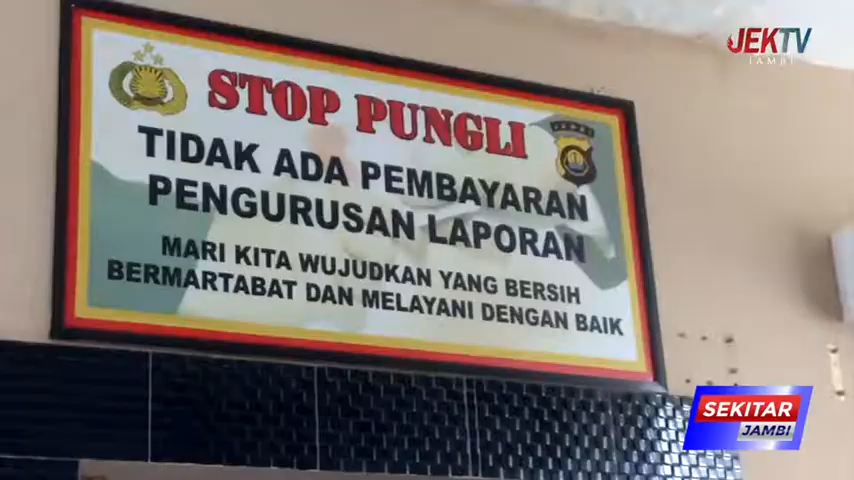 JEKTV
JAMBI
STOP PUNGLI
JAMBI
TIDAK ADA PEMBAYARAN
PENGURUSAN LAPORAN
MARI KITA WUJUDKAN YANG BERSIH
BERMARTABAT DAN MELAYANI DENGAN BAIK
SEKITAR
JAMBI